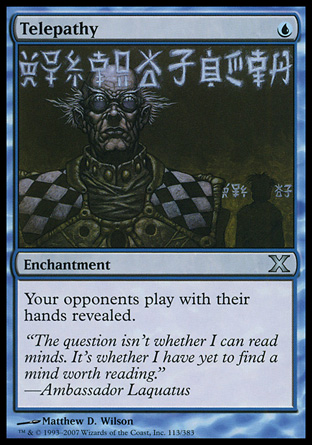 Telepathy
Enchantment
Your opponents play with their
hands revealed.
“The question isn’t whether I can read
minds. It’s whether I have yet to find a
mind worth reading.”
—Ambassador Laquatus
Matthew D. Wilson
™ & © 1993–2007 Wizards of the Coast, Inc. 113/383